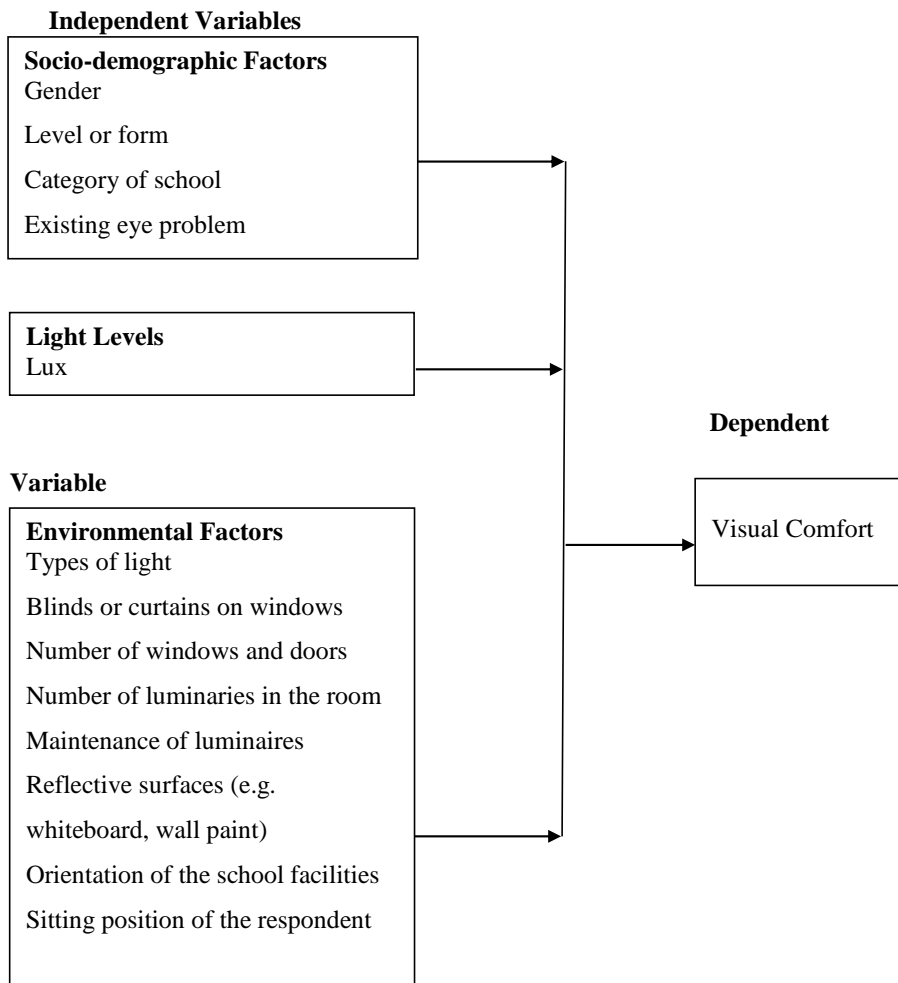 Independent Variables
Socio-demographic Factors
Gender
Level or form
Category of school
Existing eye problem
Light Levels
Lux
Dependent
Variable
Environmental Factors
Types of light
Blinds or curtains on windows
Number of windows and doors
Number of luminaries in the room
Maintenance of luminaires
Reflective surfaces (e.g.
whiteboard, wall paint)
Orientation of the school facilities
Sitting position of the respondent
Visual Comfort